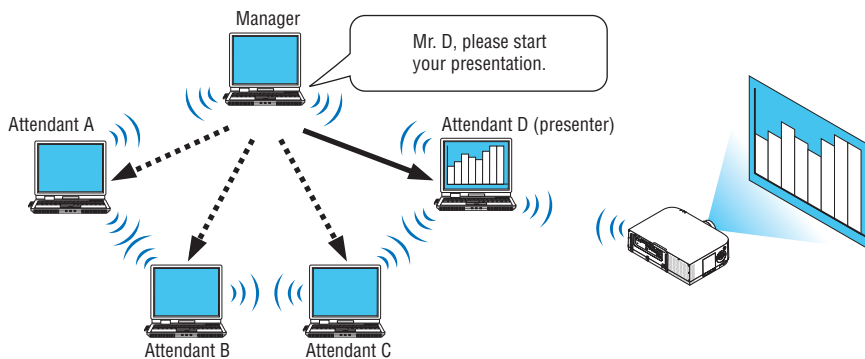 Manager
Mr. D, please start
your presentation.
Attendant A
Attendant D (presenter)
Attendant B
Attendant C